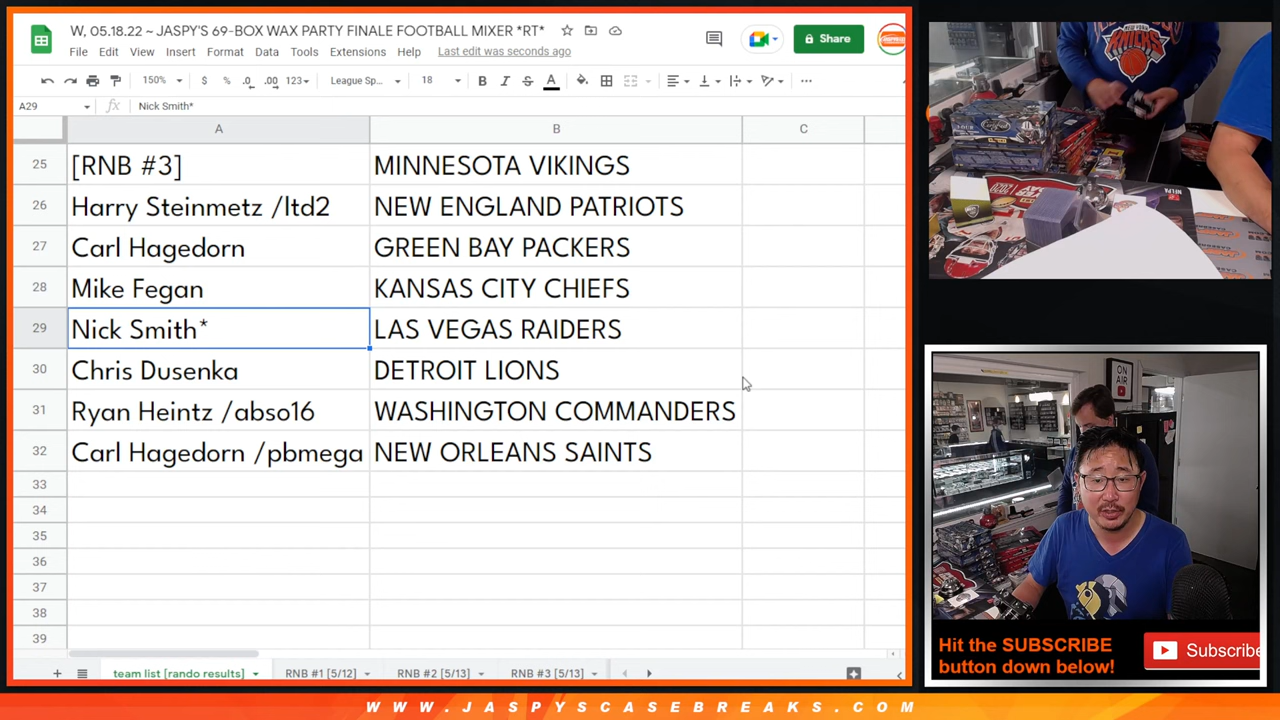 W, 05.18.22 ~ JASPY'S 69-BOX WAX PARTY FINALE FOOTBALL MIXER *RT*
File Edit View Insert Format Data Tools Extensions Help Last edit was seconds ago
Share
150% $ % .0 .00 123 League Sp... 18 B I S A
A29 fx Nick Smith*
A B C
25 [RNB #3] MINNESOTA VIKINGS
26 Harry Steinmetz /ltd2 NEW ENGLAND PATRIOTS
27 Carl Hagedorn GREEN BAY PACKERS
28 Mike Fegan KANSAS CITY CHIEFS
29 Nick Smith* LAS VEGAS RAIDERS
30 Chris Dusenka DETROIT LIONS
31 Ryan Heintz /abso16 WASHINGTON COMMANDERS
32 Carl Hagedorn /pbmega NEW ORLEANS SAINTS
33
34
35
36
37
38
39
team list [rando results] RNB #1 [5/12] RNB #2 [5/13] RNB #3 [5/13]
KNICKS
ON
AIR
Hit the SUBSCRIBE
button down below!
Subscribe
WWW.JASPYSCASEBREAKS.COM